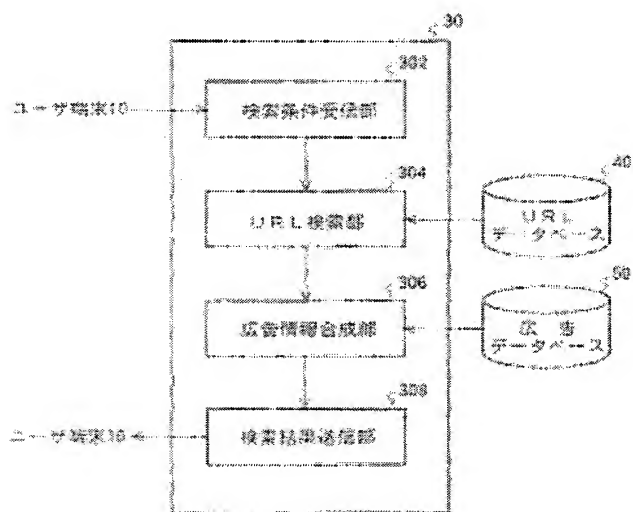 30
302
ユーザ端末10
検索条件受信部
304
URL検索部
40
URL
データベース
306
広告情報合成部
50
広告
データベース
308
ユーザ端末10
検索結果送信部